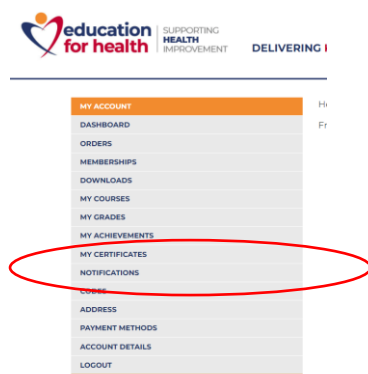 education
for health
SUPPORTING
HEALTH
IMPROVEMENT
DELIVERING
MY ACCOUNT
DASHBOARD
ORDERS
MEMBERSHIPS
DOWNLOADS
MY COURSES
MY GRADES
MY ACHIEVEMENTS
MY CERTIFICATES
NOTIFICATIONS
CODES
ADDRESS
PAYMENT METHODS
ACCOUNT DETAILS
LOGOUT